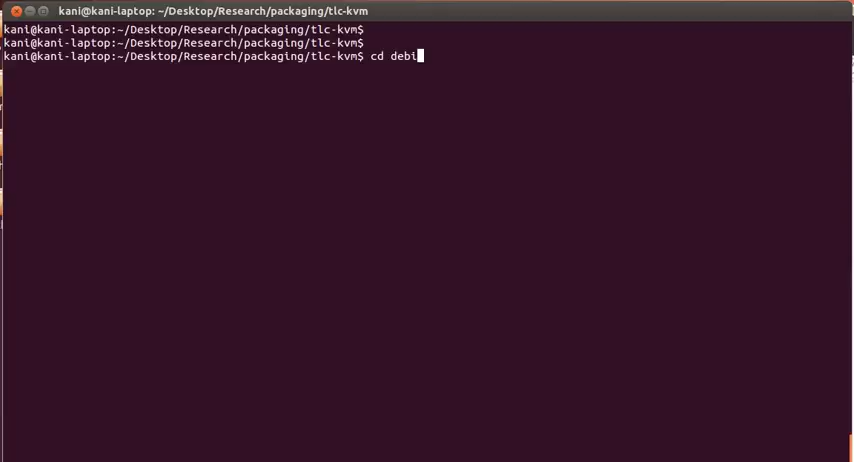 kani@kani-laptop: ~/Desktop/Research/packaging/tlc-kvm
kani@kani-laptop:~/Desktop/Research/packaging/tlc-kvm$
kani@kani-laptop:~/Desktop/Research/packaging/tlc-kvm$
kani@kani-laptop:~/Desktop/Research/packaging/tlc-kvm$ cd debi